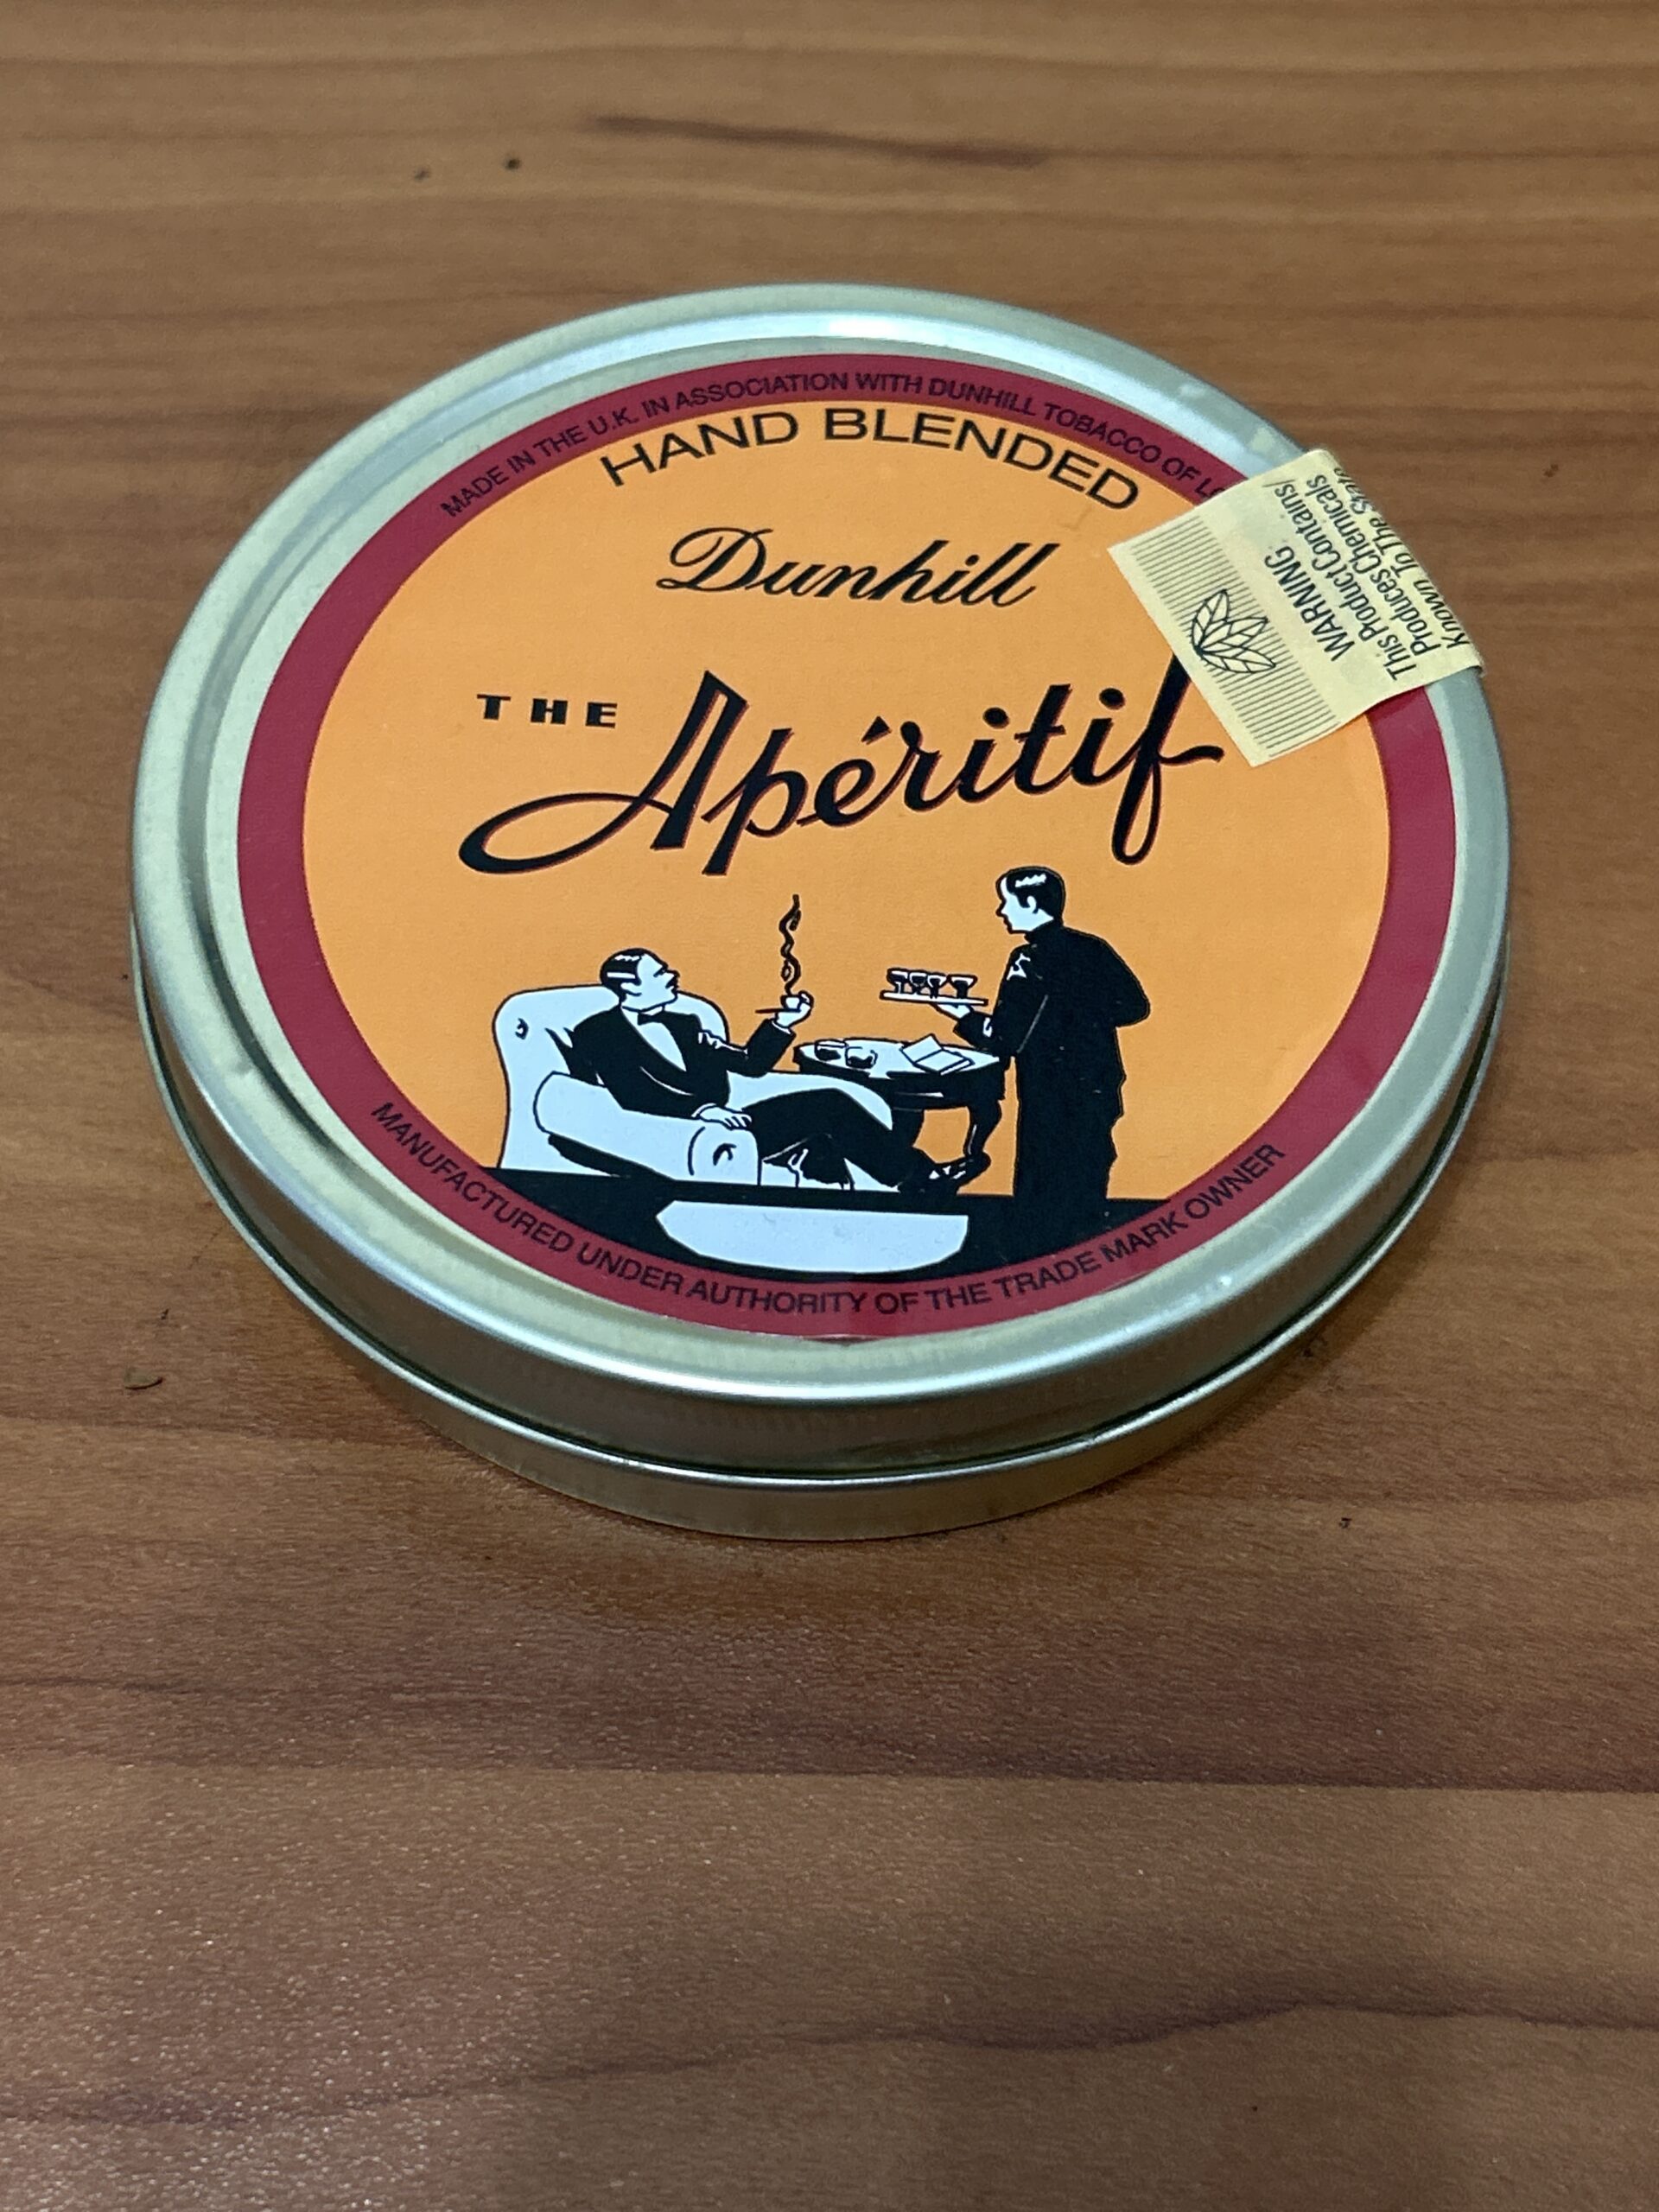 MADE IN THE U.K. IN ASSOCIATION WITH DUNHILL TOBACCO OF
HAND BLENDED
Dunhill
THE Apéritif
MANUFACTURED UNDER AUTHORITY OF THE TRADE MARK OWNER
WARNING:
This Product Contains/
Produces Chemicals
Known To The State